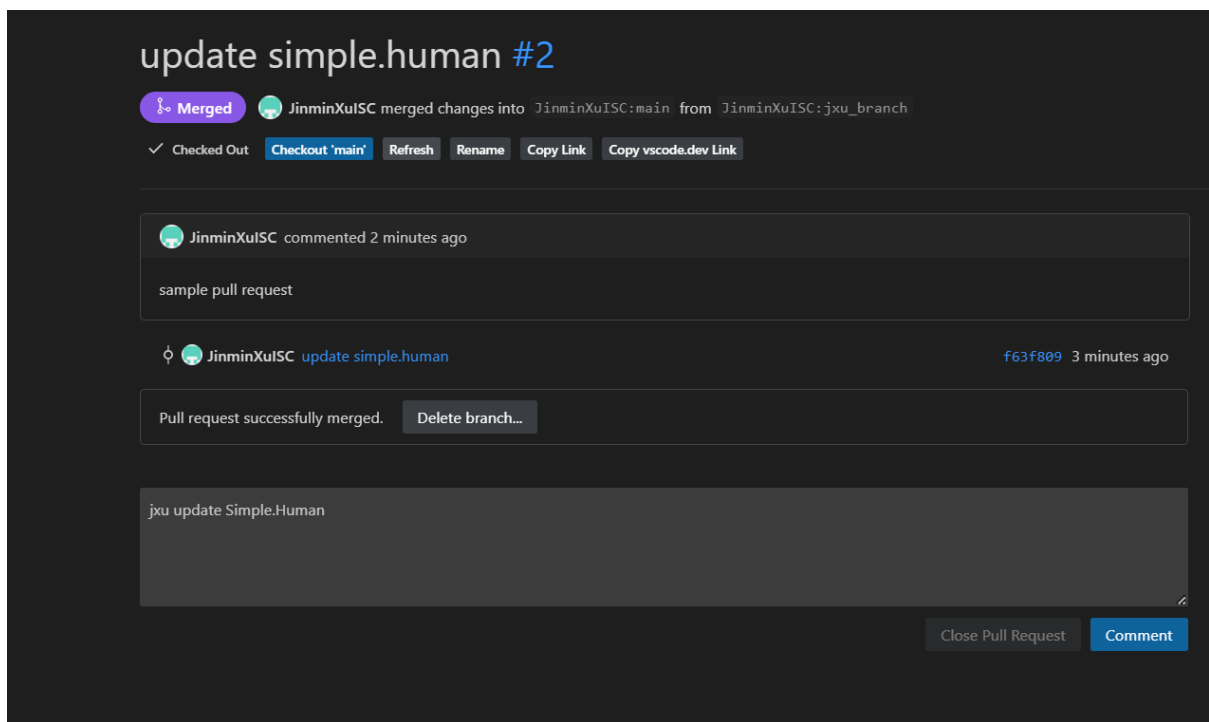 update simple.human #2
Merged JinminXuISC merged changes into JinminXuISC:main from JinminXuISC:jxu_branch
Checked Out Checkout 'main' Refresh Rename Copy Link Copy vscode.dev Link
JinminXuISC commented 2 minutes ago
sample pull request
JinminXuISC update simple.human f63f809 3 minutes ago
Pull request successfully merged. Delete branch...
jxu update Simple.Human
Close Pull Request Comment